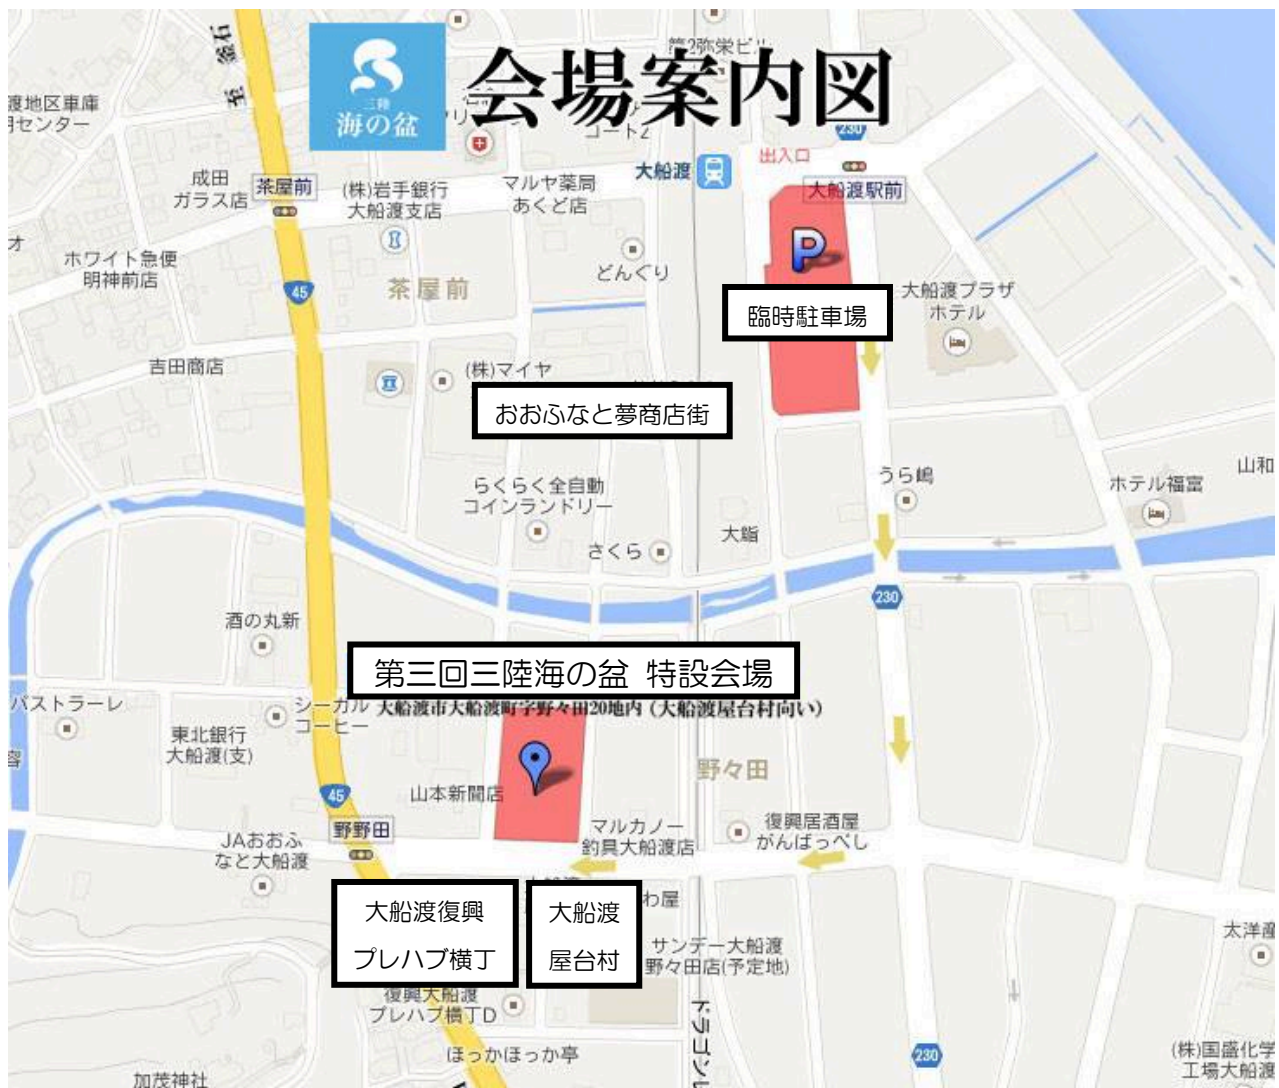 三陸
海の盆
会場案内図
至 釜石
第2弥栄ビル
渡地区車庫
センター
コート2
230
出入口
大船渡
大船渡駅前
成田
ガラス店
茶屋前
(株)岩手銀行
大船渡支店
マルヤ薬局
あくど店
ホワイト急便
明神前店
45
茶屋前
どんぐり
P
臨時駐車場
大船渡プラザ
ホテル
吉田商店
(株)マイヤ
おおふなと夢商店街
らくらく全自動
コインランドリー
さくら
大鮨
うら嶋
ホテル福富
山和
230
酒の丸新
第三回三陸海の盆 特設会場
大船渡市大船渡町字野々田20地内（大船渡屋台村向い）
パストラーレ
シーガル
コーヒー
東北銀行
大船渡(支)
容
野々田
45
山本新聞店
野野田
マルカノー
釣具大船渡店
復興居酒屋
がんばっぺし
JAおおふ
なと大船渡
大船渡復興
プレハブ横丁
大船渡
屋台村
わ屋
サンデー大船渡
野々田店(予定地)
太洋産
復興大船渡
プレハブ横丁D
ドラゴンレ
ほっかほっか亭
230
(株)国盛化学
工場大船渡
加茂神社